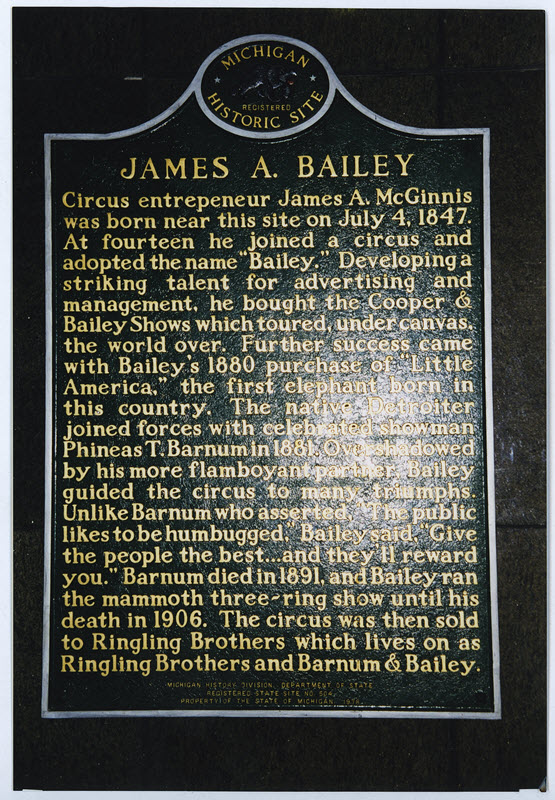 MICHIGAN
REGISTERED
HISTORIC SITE
JAMES A. BAILEY
Circus entrepeneur James A. McGinnis
was born near this site on July 4, 1847.
At fourteen he joined a circus and
adopted the name "Bailey." Developing a
striking talent for advertising and
management, he bought the Cooper &
Bailey Shows which toured, under canvas,
the world over. Further success came
with Bailey's 1880 purchase of "Little
America," the first elephant born in
this country. The native Detroiter
joined forces with celebrated showman
Phineas T. Barnum in 1881. Overshadowed
by his more flamboyant partner, Bailey
guided the circus to many triumphs.
Unlike Barnum who asserted, "The public
likes to be humbugged," Bailey said, "Give
the people the best...and they'll reward
you." Barnum died in 1891, and Bailey ran
the mammoth three-ring show until his
death in 1906. The circus was then sold
to Ringling Brothers which lives on as
Ringling Brothers and Barnum & Bailey.
MICHIGAN HISTORY DIVISION, DEPARTMENT OF STATE
REGISTERED STATE SITE NO.
PROPERTY OF THE STATE OF MICHIGAN,